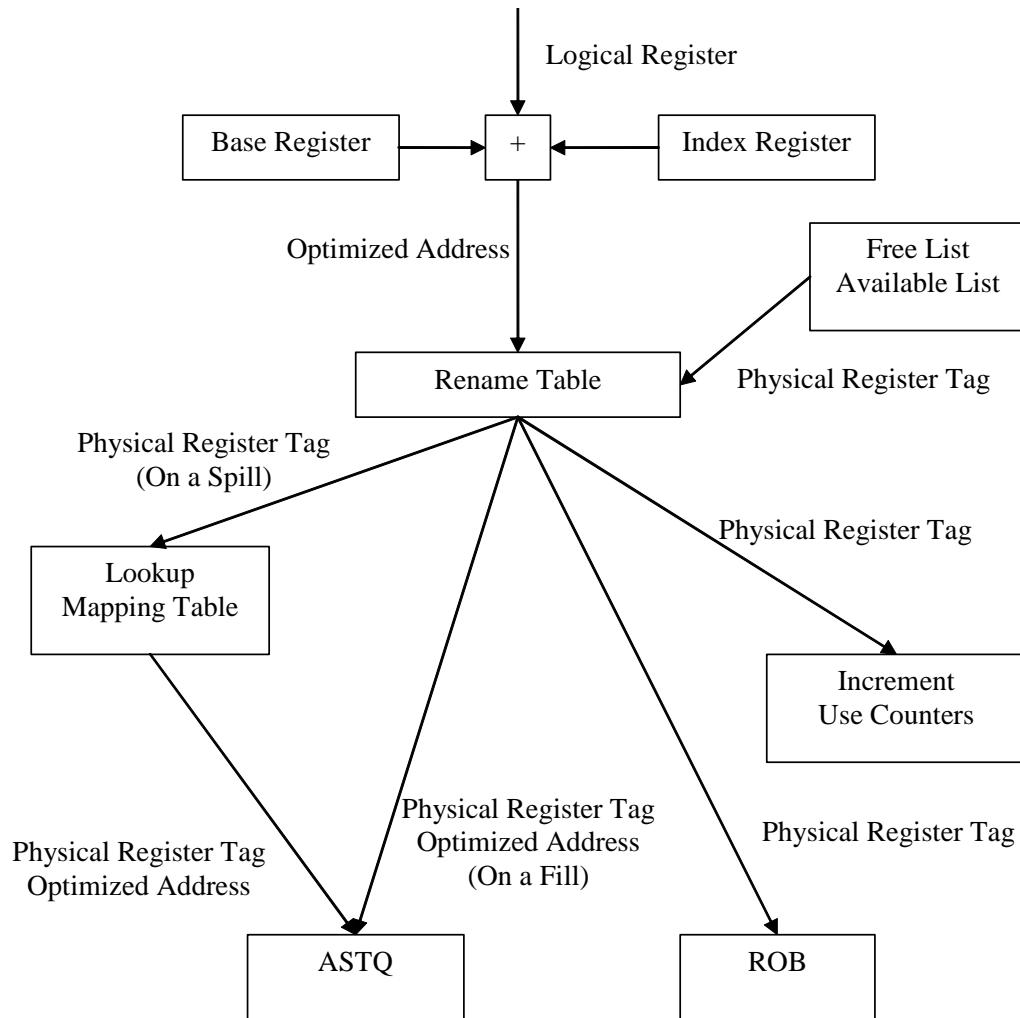 Logical Register
Base Register
+
Index Register
Optimized Address
Free List
Available List
Rename Table
Physical Register Tag
Physical Register Tag
(On a Spill)
Physical Register Tag
Lookup
Mapping Table
Increment
Use Counters
Physical Register Tag
Optimized Address
(On a Fill)
Physical Register Tag
Physical Register Tag
Optimized Address
ASTQ
ROB